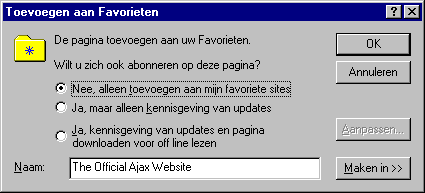 Toevoegen aan Favorieten
De pagina toevoegen aan uw Favorieten.
OK
Wilt u zich ook abonneren op deze pagina?
Annuleren
Nee, alleen toevoegen aan mijn favoriete sites
Ja, maar alleen kennisgeving van updates
Ja, kennisgeving van updates en pagina
downloaden voor off line lezen
Aanpassen...
Naam:
The Official Ajax Website
Maken in >>